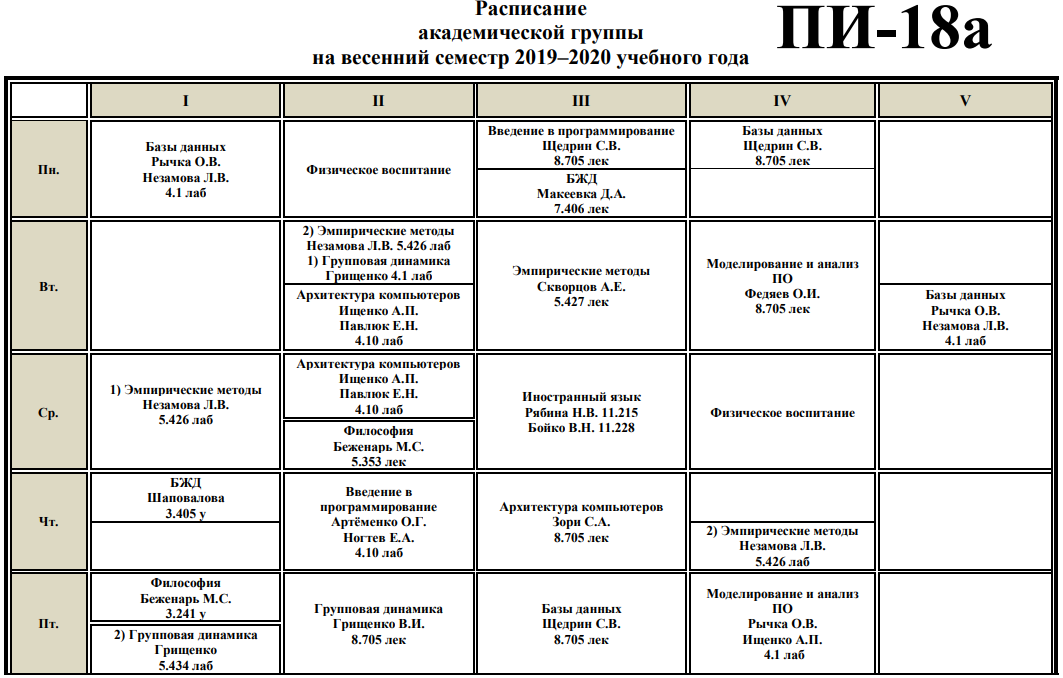 Расписание
академической группы
на весенний семестр 2019–2020 учебного года
ПИ-18а
I
II
III
IV
V
Пн.
Базы данных
Рычка О.В.
Незамова Л.В.
4.1 лаб
Физическое воспитание
Введение в программирование
Щедрин С.В.
8.705 лек
БЖД
Макеевка Д.А.
7.406 лек
Базы данных
Щедрин С.В.
8.705 лек
Вт.
2) Эмпирические методы
Незамова Л.В. 5.426 лаб
1) Групповая динамика
Грищенко 4.1 лаб
Архитектура компьютеров
Ищенко А.П.
Павлюк Е.Н.
4.10 лаб
Эмпирические методы
Скворцов А.Е.
5.427 лек
Моделирование и анализ
ПО
Федяев О.И.
8.705 лек
Базы данных
Рычка О.В.
Незамова Л.В.
4.1 лаб
Ср.
1) Эмпирические методы
Незамова Л.В.
5.426 лаб
Архитектура компьютеров
Ищенко А.П.
Павлюк Е.Н.
4.10 лаб
Философия
Беженарь М.С.
5.353 лек
Иностранный язык
Рябина Н.В. 11.215
Бойко В.Н. 11.228
Физическое воспитание
Чт.
БЖД
Шаповалова
3.405 у
Введение в
программирование
Артёменко О.Г.
Ногтев Е.А.
4.10 лаб
Архитектура компьютеров
Зори С.А.
8.705 лек
2) Эмпирические методы
Незамова Л.В.
5.426 лаб
Пт.
Философия
Беженарь М.С.
3.241 у
2) Групповая динамика
Грищенко
5.434 лаб
Групповая динамика
Грищенко В.И.
8.705 лек
Базы данных
Щедрин С.В.
8.705 лек
Моделирование и анализ
ПО
Рычка О.В.
Ищенко А.П.
4.1 лаб